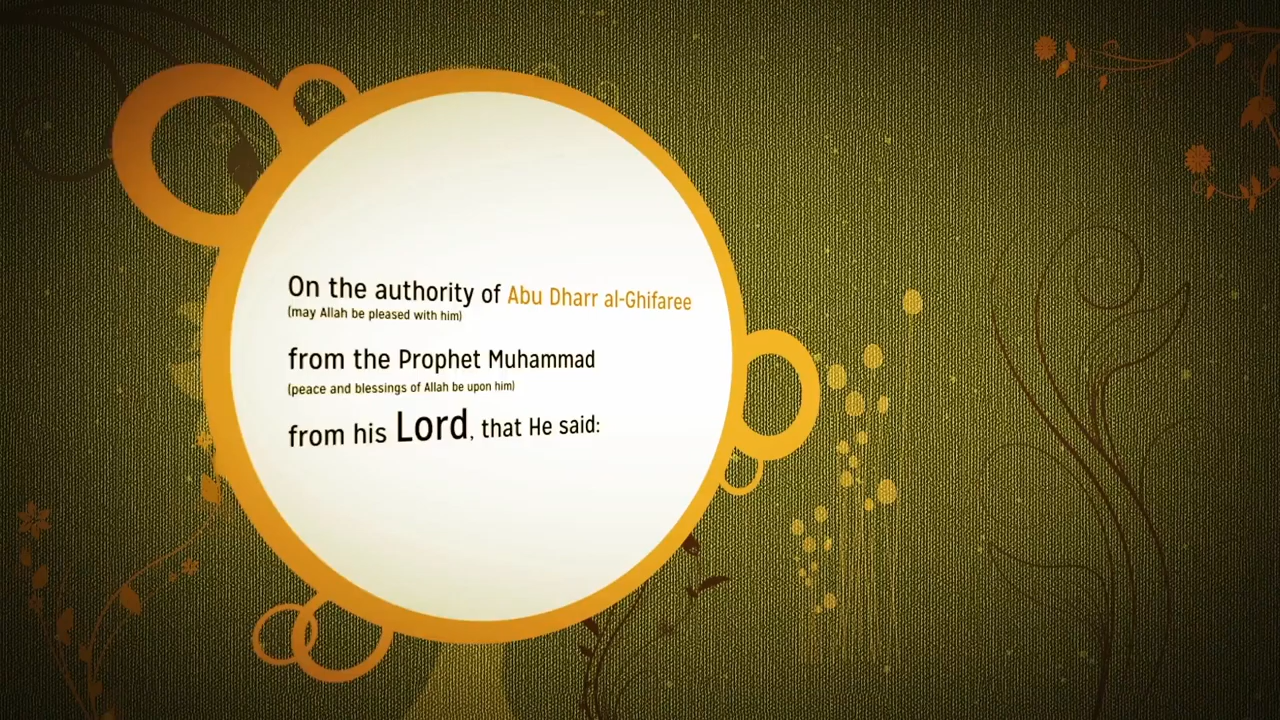 On the authority of Abu Dharr al-Ghifaree
(may Allah be pleased with him)
from the Prophet Muhammad
(peace and blessings of Allah be upon him)
from his Lord, that He said: